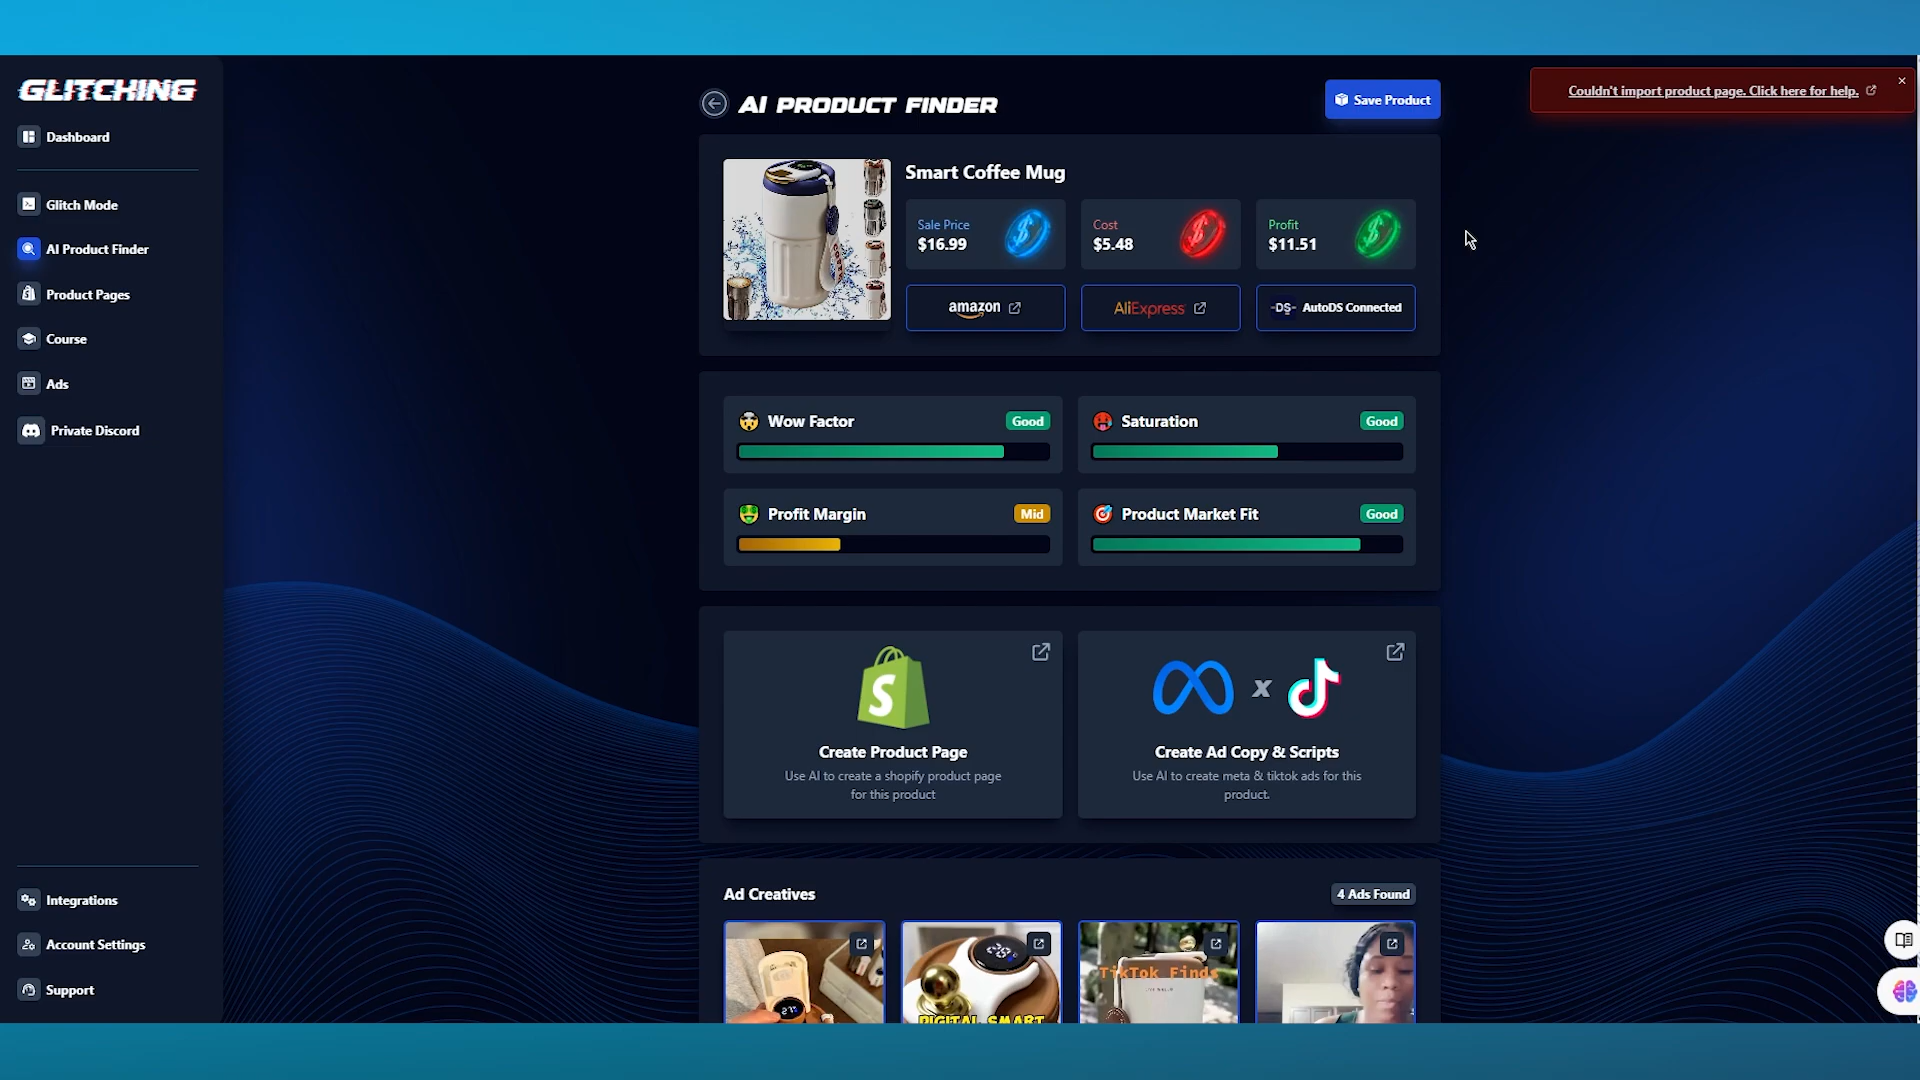 GLITCHING
Dashboard
Glitch Mode
AI Product Finder
Product Pages
Course
Ads
Private Discord
Integrations
Account Settings
Support
AI PRODUCT FINDER
Save Product
Couldn't import product page. Click here for help.
Smart Coffee Mug
Sale Price
$16.99
Cost
$5.48
Profit
$11.51
amazon
AliExpress
-DS- AutoDS Connected
Wow Factor Good
Saturation Good
Profit Margin Mid
Product Market Fit Good
S
Create Product Page
Use AI to create a shopify product page
for this product
X
Create Ad Copy & Scripts
Use AI to create meta & tiktok ads for this
product.
Ad Creatives
4 Ads Found
DIGITAL SMART
TikTok Finds